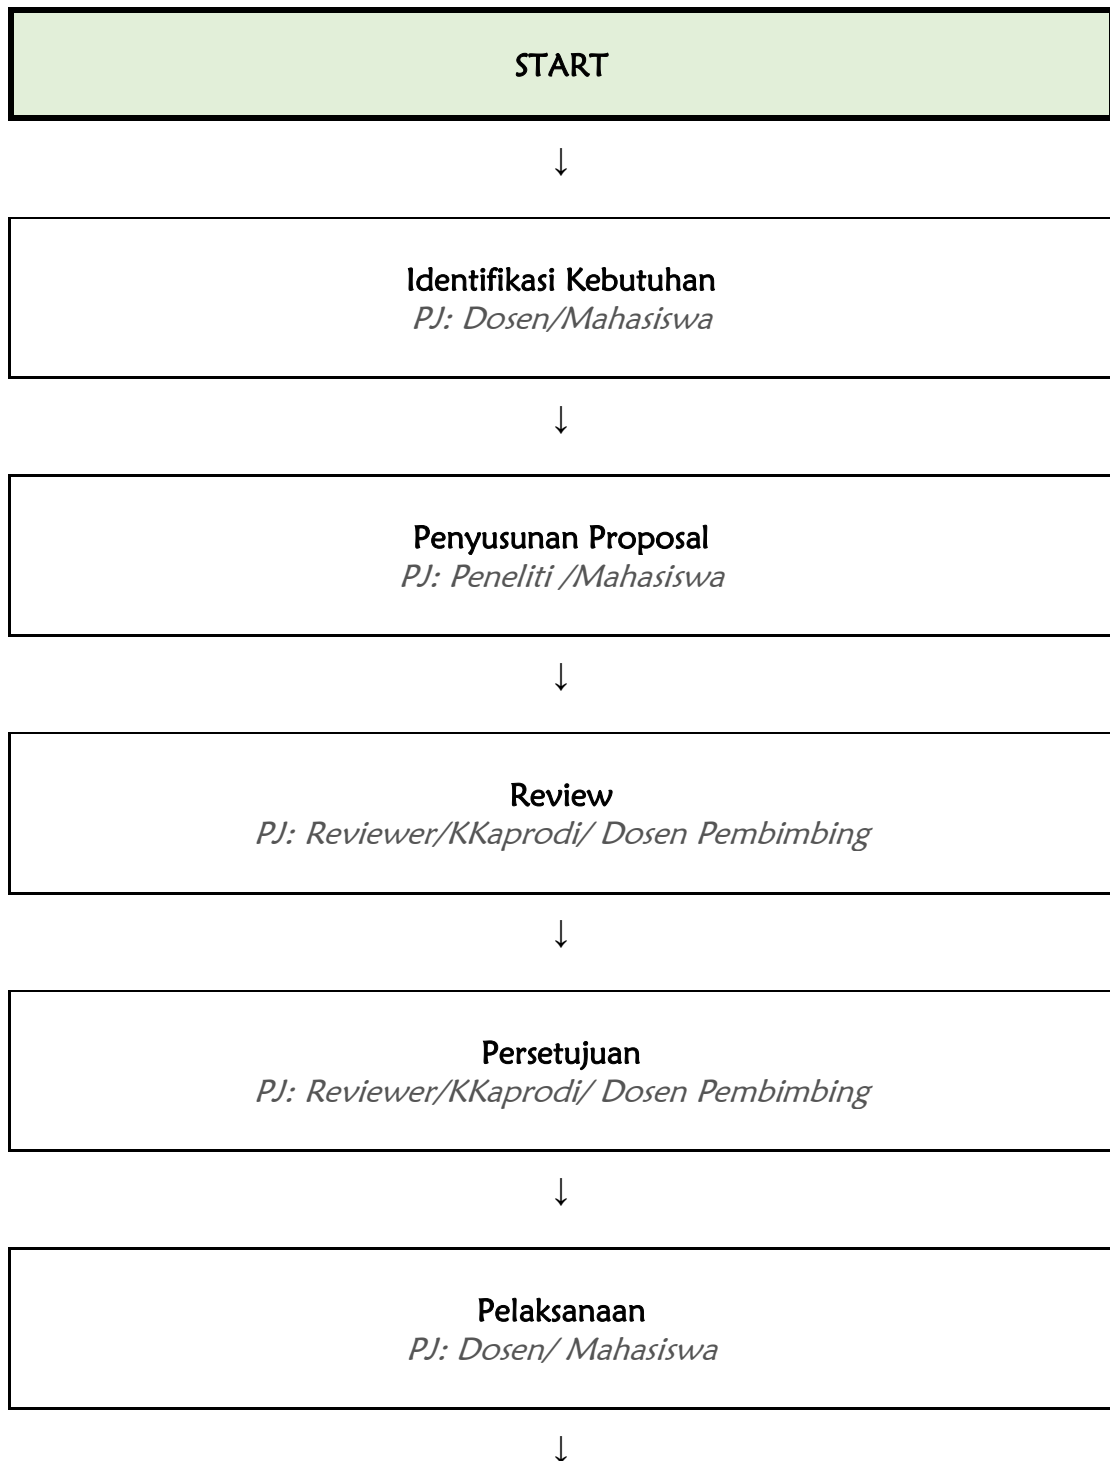 START
↓
Identifikasi Kebutuhan
PJ: Dosen/Mahasiswa
↓
Penyusunan Proposal
PJ: Peneliti /Mahasiswa
↓
Review
PJ: Reviewer/KKaprodi/ Dosen Pembimbing
↓
Persetujuan
PJ: Reviewer/KKaprodi/ Dosen Pembimbing
↓
Pelaksanaan
PJ: Dosen/ Mahasiswa
↓